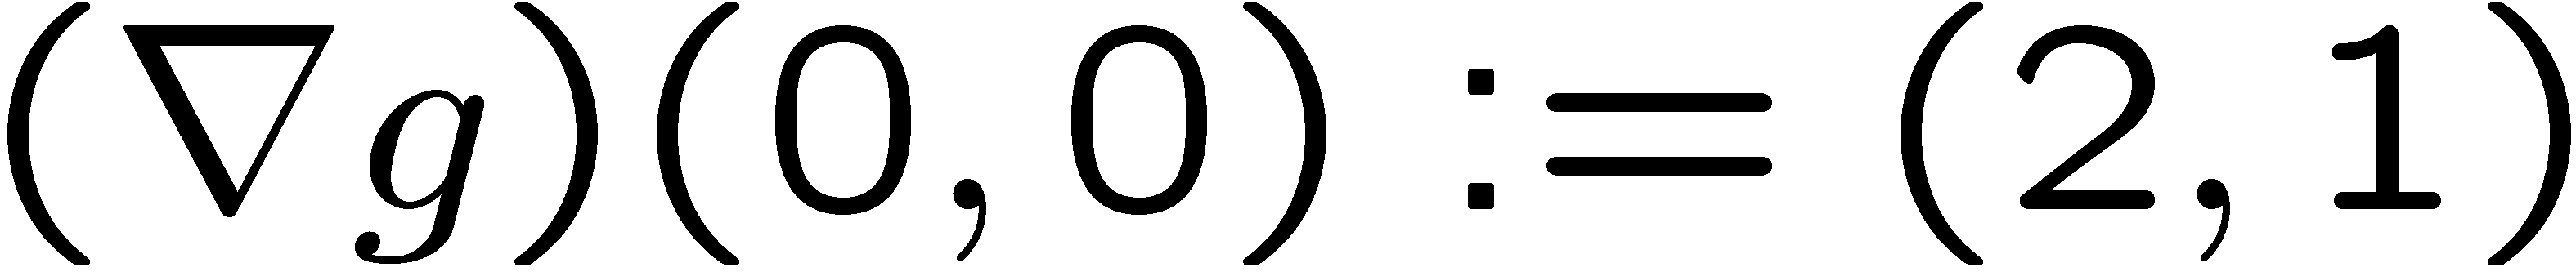 (∇g)(0,0) := (2,1)